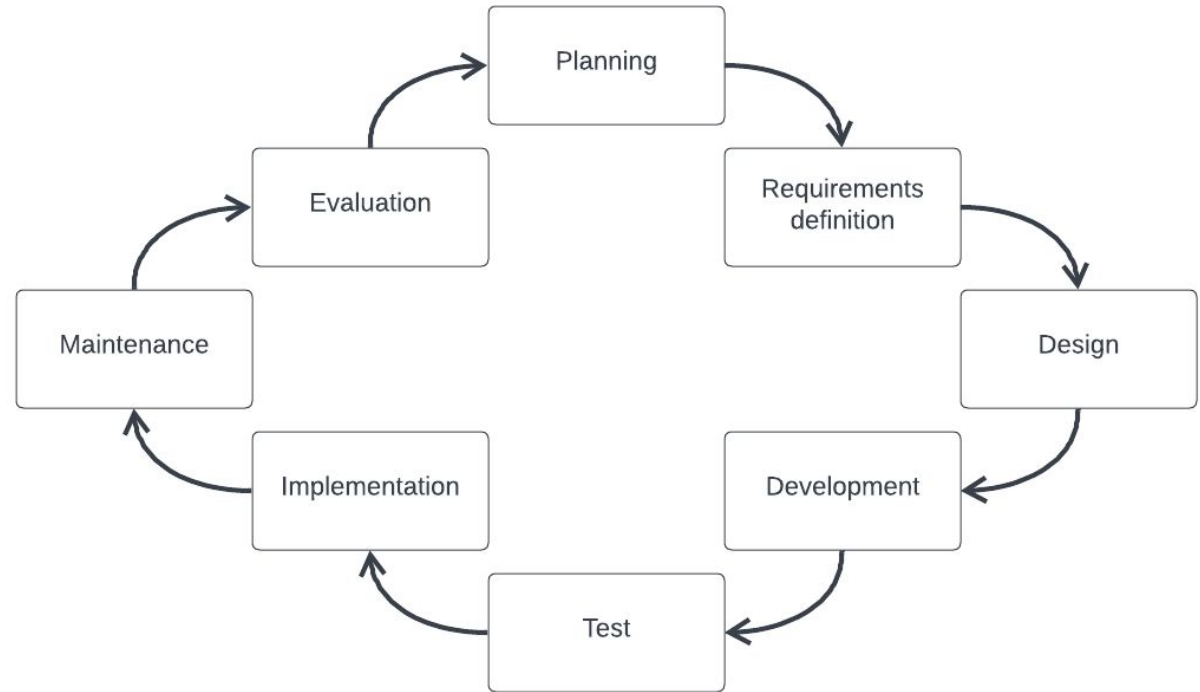 Planning
Requirements
definition
Design
Development
Test
Implementation
Maintenance
Evaluation